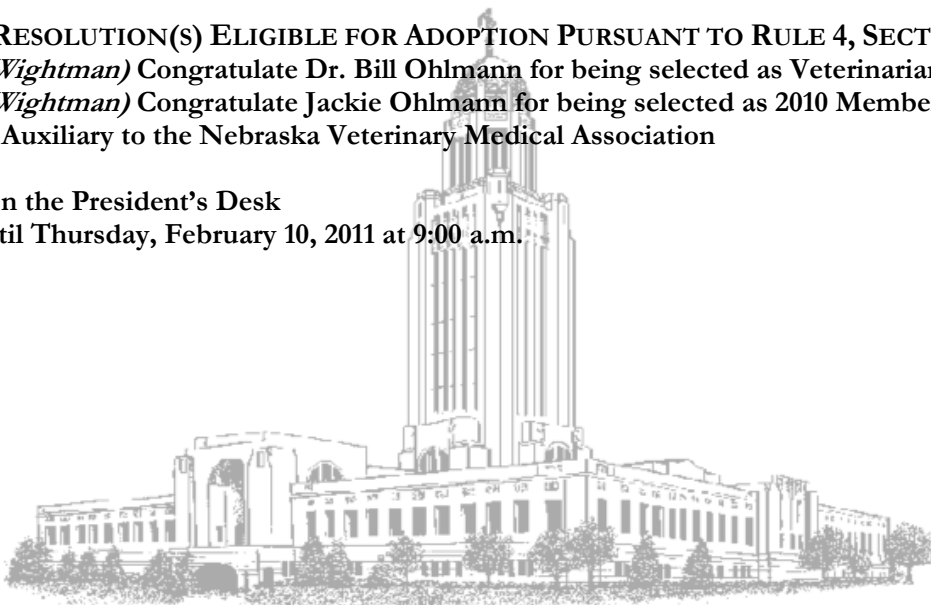 RESOLUTION(S) ELIGIBLE FOR ADOPTION PURSUANT TO RULE 4, SECT
Wightman) Congratulate Dr. Bill Ohlmann for being selected as Veterinarian
Wightman) Congratulate Jackie Ohlmann for being selected as 2010 Membe
Auxiliary to the Nebraska Veterinary Medical Association
n the President's Desk
til Thursday, February 10, 2011 at 9:00 a.m.